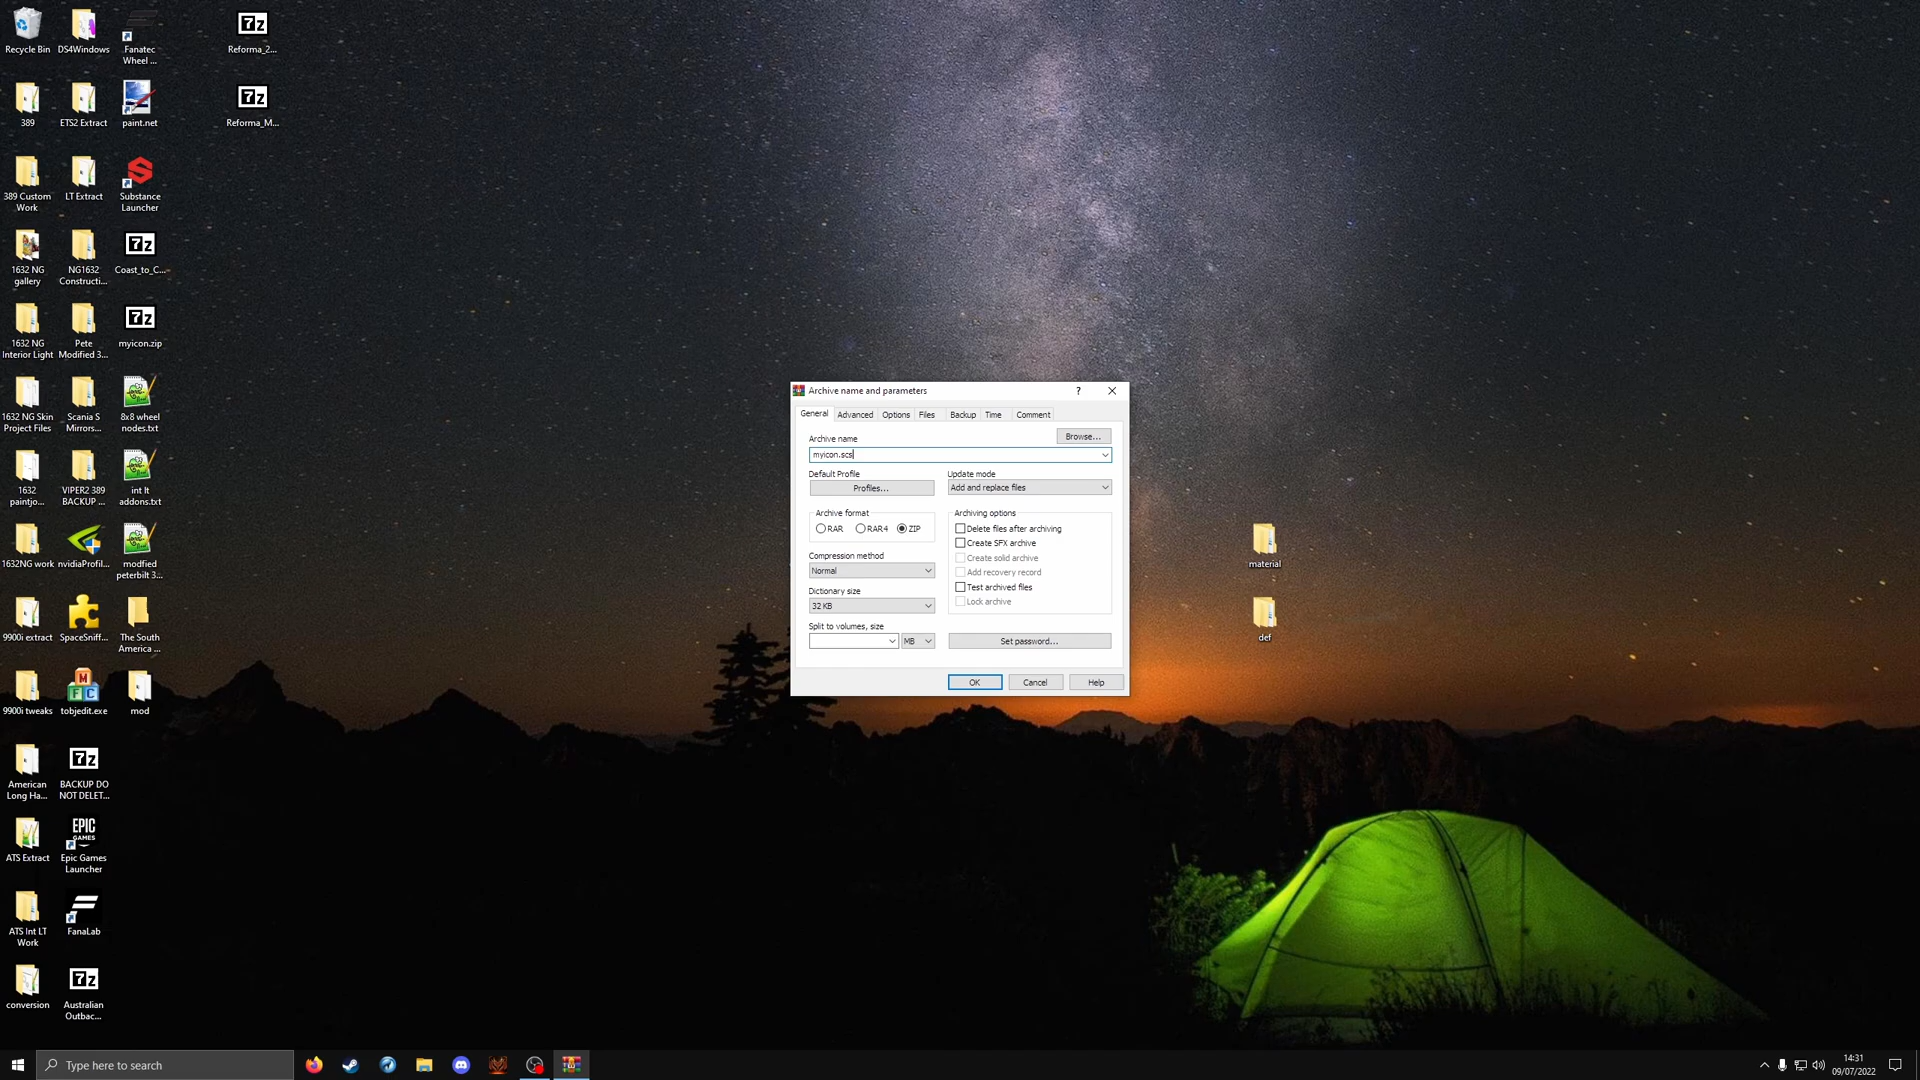 Recycle Bin
DS4Windows
Fanatec
Wheel ...
7z
Reforma_2...
389
ETS2 Extract
paint.net
7z
Reforma_M...
389 Custom
Work
LT Extract
Substance
Launcher
1632 NG
gallery
NG1632
Constructi...
7z
Coast_to_C...
1632 NG
Interior Light
Pete
Modified 3...
7z
myicon.zip
1632 NG Skin
Project Files
Scania S
Mirrors...
8x8 wheel
nodes.txt
1632
paintjo...
VIPER2 389
BACKUP ...
int lt
addons.txt
1632NG work
nvidiaProfil...
modfied
peterbilt 3...
9900i extract
SpaceSniff...
The South
America ...
9900i tweaks
M
F C
tobjedit.exe
mod
American
Long Ha...
7z
BACKUP DO
NOT DELET...
ATS Extract
EPIC
GAMES
Epic Games
Launcher
ATS Int LT
Work
FanaLab
conversion
7z
Australian
Outbac...
Archive name and parameters
?
General
Advanced
Options
Files
Backup
Time
Comment
Archive name
Browse...
myicon.scs
Default Profile
Profiles...
Update mode
Add and replace files
Archive format
RAR
RAR4
ZIP
Compression method
Normal
Dictionary size
32 KB
Split to volumes, size
MB
Archiving options
Delete files after archiving
Create SFX archive
Create solid archive
Add recovery record
Test archived files
Lock archive
Set password...
OK
Cancel
Help
material
def
Type here to search
14:31
09/07/2022